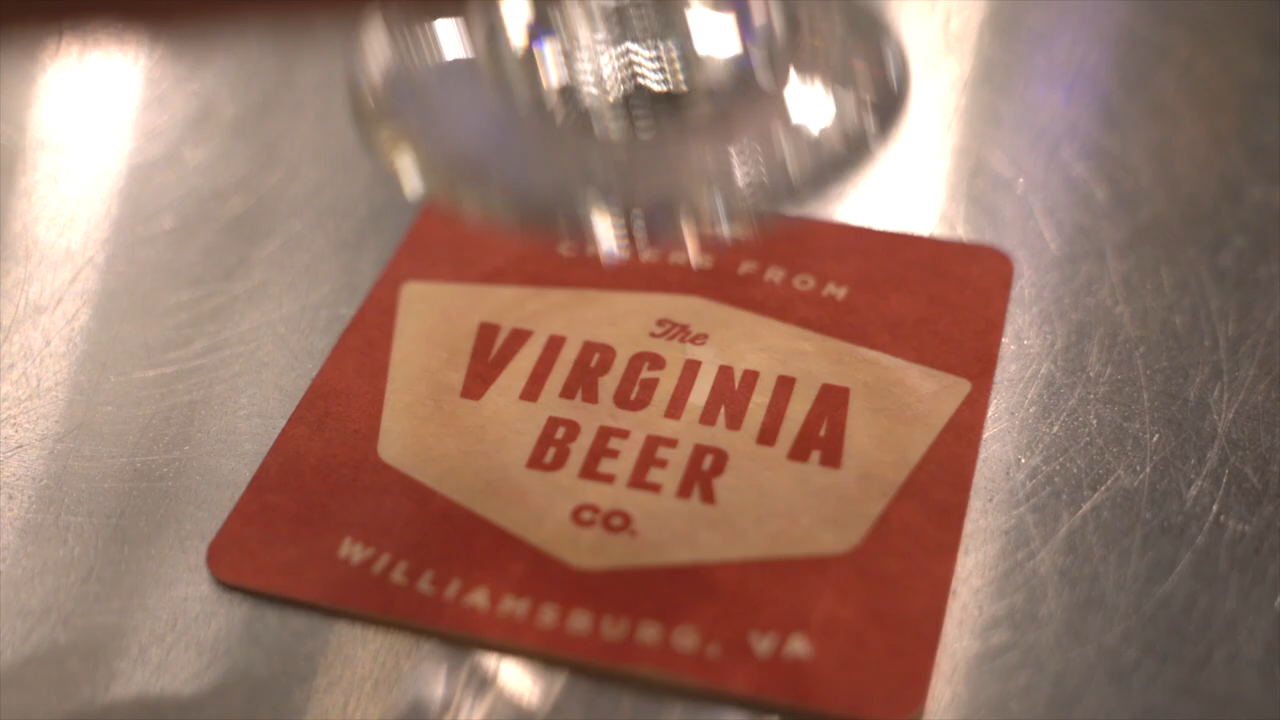 CHEERS FROM
The
VIRGINIA
BEER
CO.
WILLIAMSBURG, VA